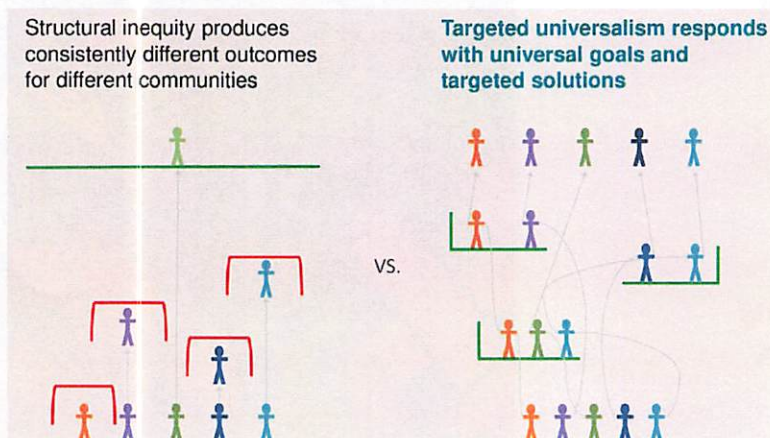 Structural inequity produces
consistently different outcomes
for different communities
VS.
Targeted universalism responds
with universal goals and
targeted solutions